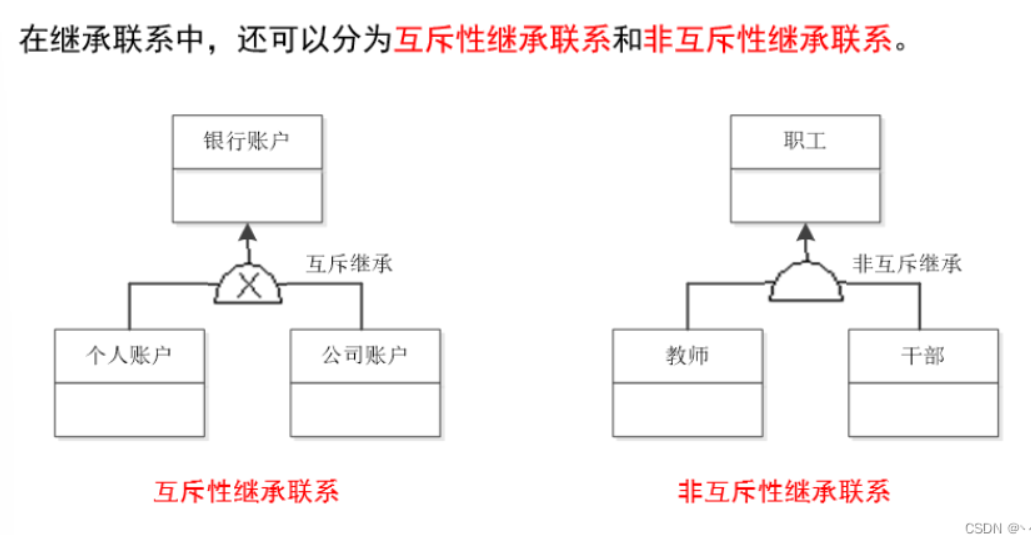 在继承联系中，还可以分为互斥性继承联系和非互斥性继承联系。
银行账户
职工
互斥继承
非互斥继承
X
个人账户
公司账户
教师
干部
互斥性继承联系
非互斥性继承联系
CSDN